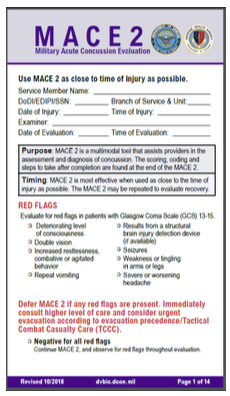 MACE 2
Military Acute Concussion Evaluation
Use MACE 2 as close to time of injury as possible.
Service Member Name:
DoDI/EDIPI/SSN: Branch of Service & Unit:
Date of Injury: Time of Injury:
Examiner:
Date of Evaluation: Time of Evaluation:
Purpose: MACE 2 is a multimodal tool that assists providers in the
assessment and diagnosis of concussion. The scoring, coding and
steps to take after completion are found at the end of the MACE 2.
Timing: MACE 2 is most effective when used as close to the time of
injury as possible. The MACE 2 may be repeated to evaluate recovery.
RED FLAGS
Evaluate for red flags in patients with Glasgow Coma Scale (GCS) 13-15.
Deteriorating level
of consciousness
Double vision
Increased restlessness,
combative or agitated
behavior
Repeat vomiting
Results from a structural
brain injury detection device
(if available)
Seizures
Weakness or tingling
in arms or legs
Severe or worsening
headache
Defer MACE 2 if any red flags are present. Immediately
consult higher level of care and consider urgent
evacuation according to evacuation precedence/Tactical
Combat Casualty Care (TCCC).
Negative for all red flags
Continue MACE 2, and observe for red flags throughout evaluation.
Revised 10/2018 dvbic.dcoe.mil Page 1 of 14